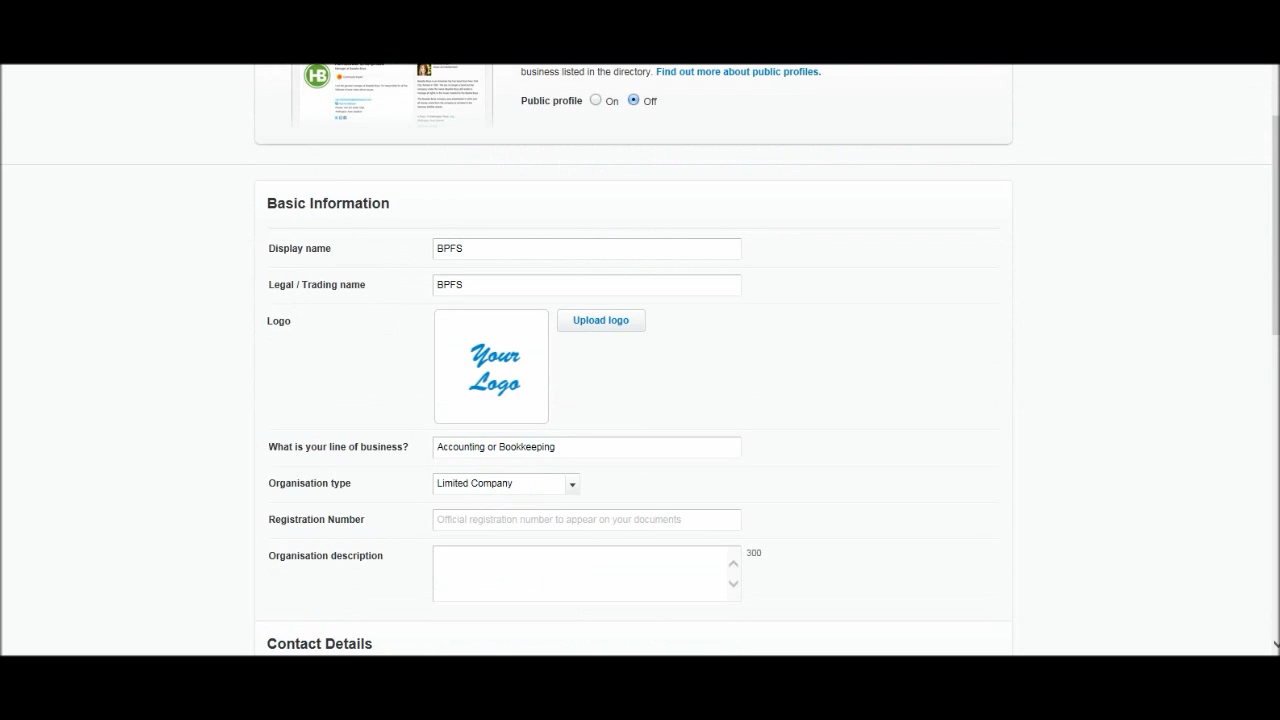 HB
business listed in the directory. Find out more about public profiles.
Public profile On Off
Basic Information
Display name BPFS
Legal / Trading name BPFS
Logo Upload logo
Your
Logo
What is your line of business? Accounting or Bookkeeping
Organisation type Limited Company
Registration Number Official registration number to appear on your documents
Organisation description 300
Contact Details